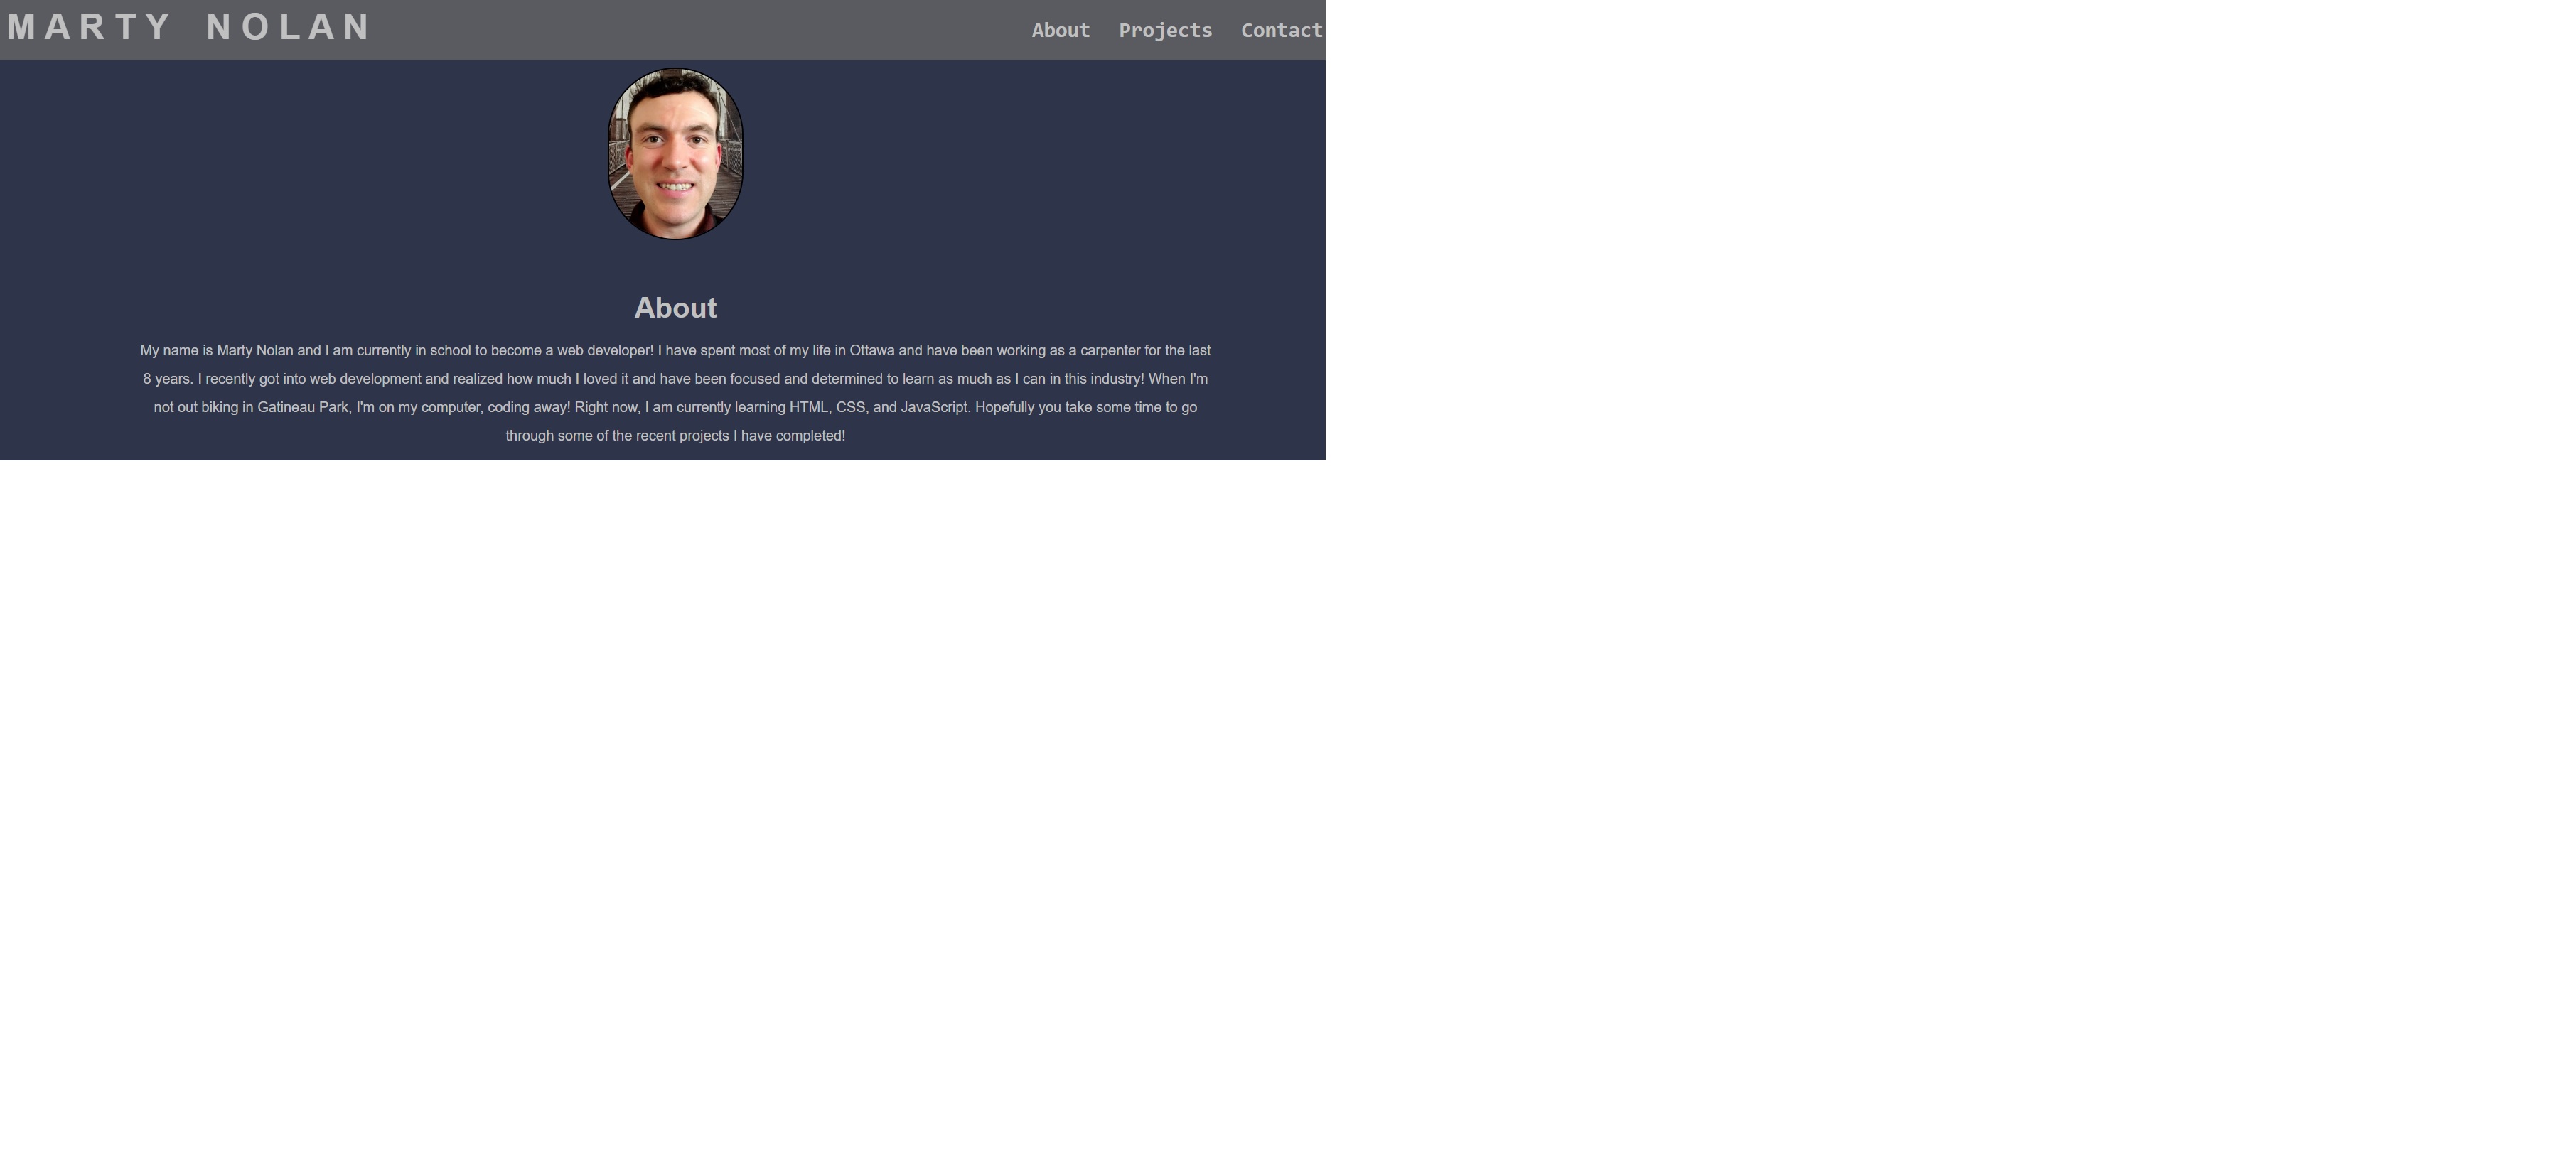 MARTY NOLAN
About Projects Contact
About
My name is Marty Nolan and I am currently in school to become a web developer! I have spent most of my life in Ottawa and have been working as a carpenter for the last
8 years. I recently got into web development and realized how much I loved it and have been focused and determined to learn as much as I can in this industry! When I'm
not out biking in Gatineau Park, I'm on my computer, coding away! Right now, I am currently learning HTML, CSS, and JavaScript. Hopefully you take some time to go
through some of the recent projects I have completed!